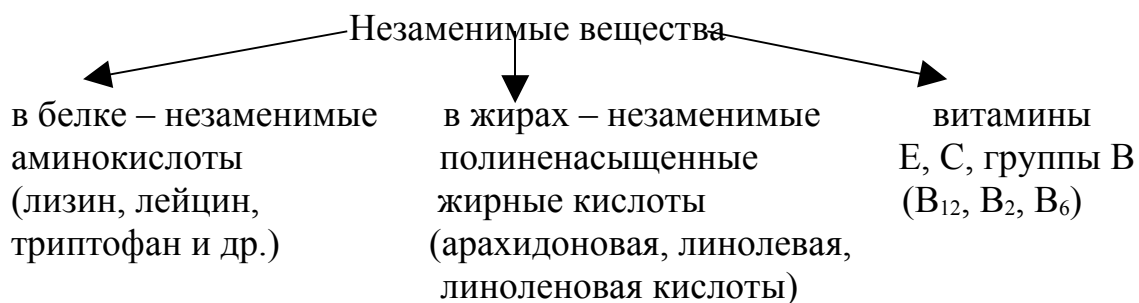 Незаменимые вещества
в белке – незаменимые
аминокислоты
(лизин, лейцин,
триптофан и др.)
в жирах – незаменимые
полиненасыщенные
жирные кислоты
(арахидоновая, линолевая,
линоленовая кислоты)
витамины
Е, С, группы В
(В₁₂, В₂, В₆)